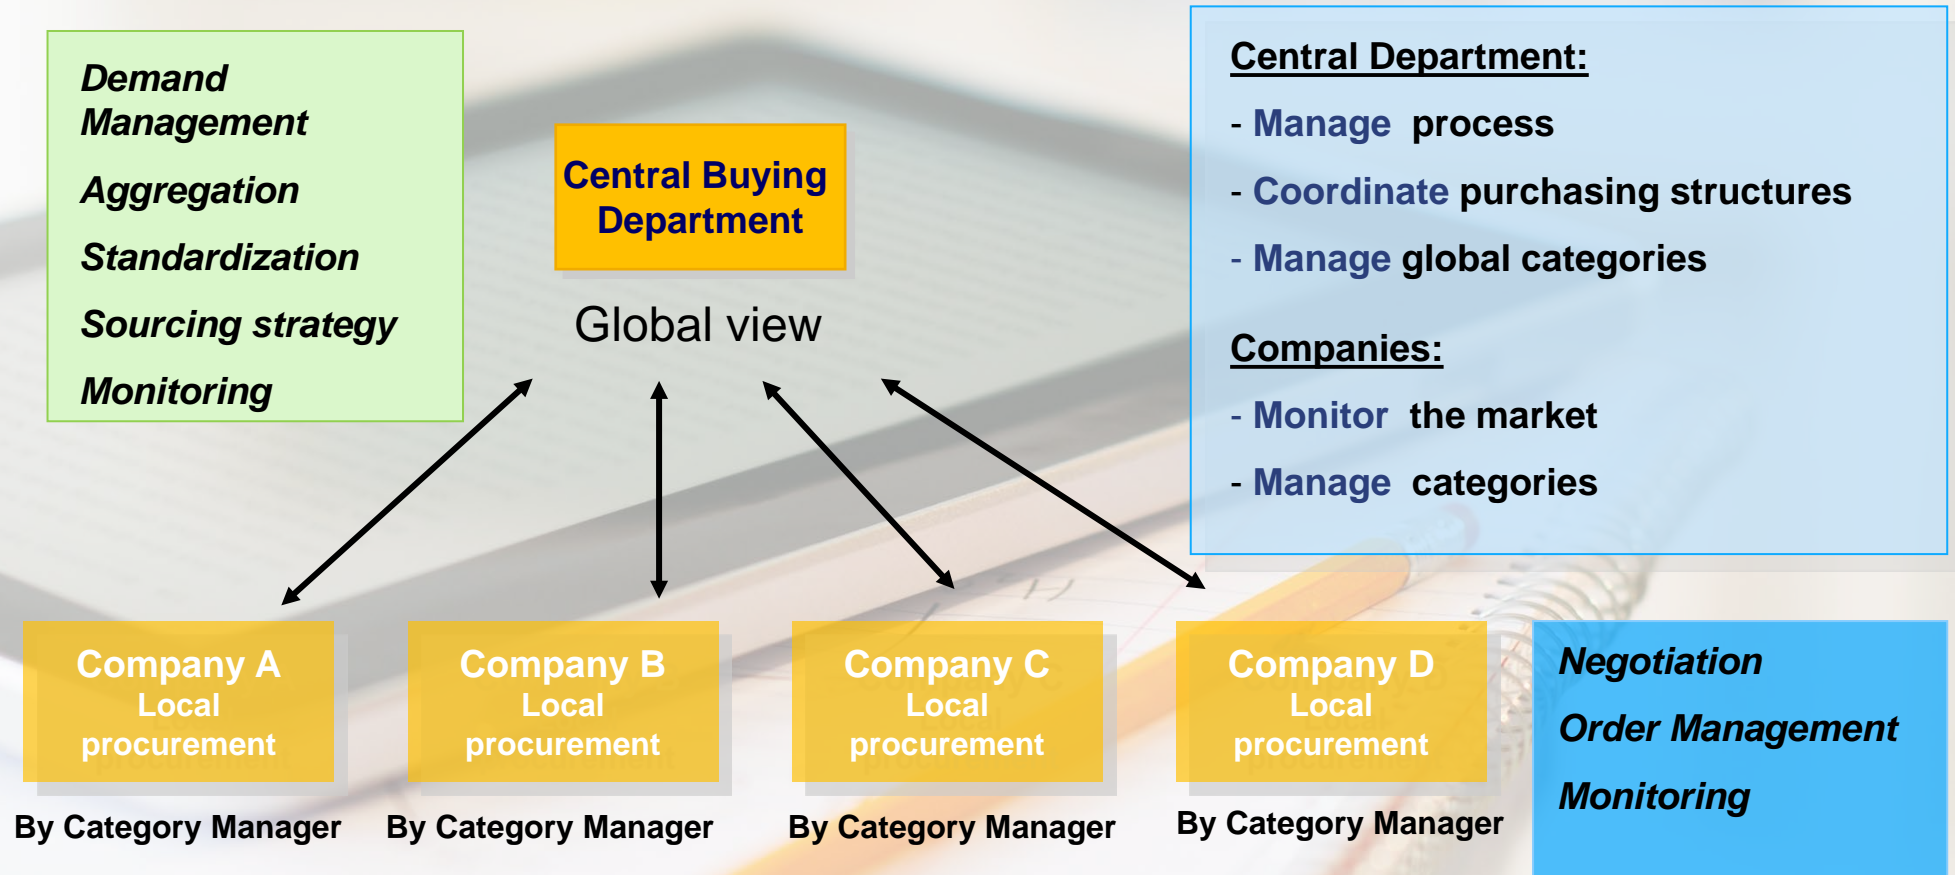 Demand
Management
Aggregation
Standardization
Sourcing strategy
Monitoring
Central Buying
Department
Global view
Central Department:
- Manage process
- Coordinate purchasing structures
- Manage global categories
Companies:
- Monitor the market
- Manage categories
Company A
Local
procurement
By Category Manager
Company B
Local
procurement
By Category Manager
Company C
Local
procurement
By Category Manager
Company D
Local
procurement
By Category Manager
Negotiation
Order Management
Monitoring